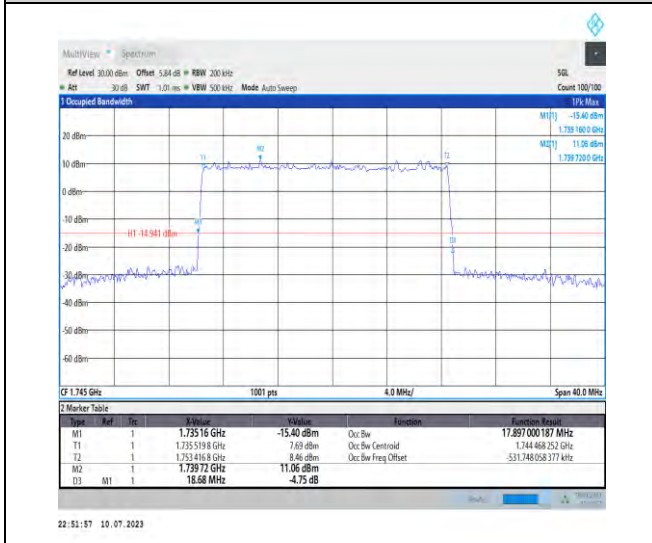 MultiView Spectrum
Ref Level 30.00 dBm Offset 5.84 dB RBW 200 kHz SGL
Att 30 dB SWT 1.01 ms VBW 500 kHz Mode Auto Sweep Count 100/100
1 Occupied Bandwidth 1Pk Max
M1[1] -15.40 dBm
1.735 160 0 GHz
M2[1] 11.06 dBm
1.739 720 0 GHz
20 dBm
M2
T1
T2
10 dBm
0 dBm
-10 dBm
M1
H1 -14.941 dBm
D3
-20 dBm
-30 dBm
-40 dBm
-50 dBm
-60 dBm
CF 1.745 GHz 1001 pts 4.0 MHz/ Span 40.0 MHz
2 Marker Table
Type Ref Trc X-Value Y-Value Function Function Result
M1 1 1.73516 GHz -15.40 dBm Occ Bw 17.897 000 187 MHz
T1 1 1.735 519 8 GHz 7.69 dBm Occ Bw Centroid 1.744 468 252 GHz
T2 1 1.753 416 8 GHz 8.46 dBm Occ Bw Freq Offset -531.748 058 377 kHz
M2 1 1.73972 GHz 11.06 dBm
D3 M1 1 18.68 MHz -4.75 dB
22:51:57 10.07.2023